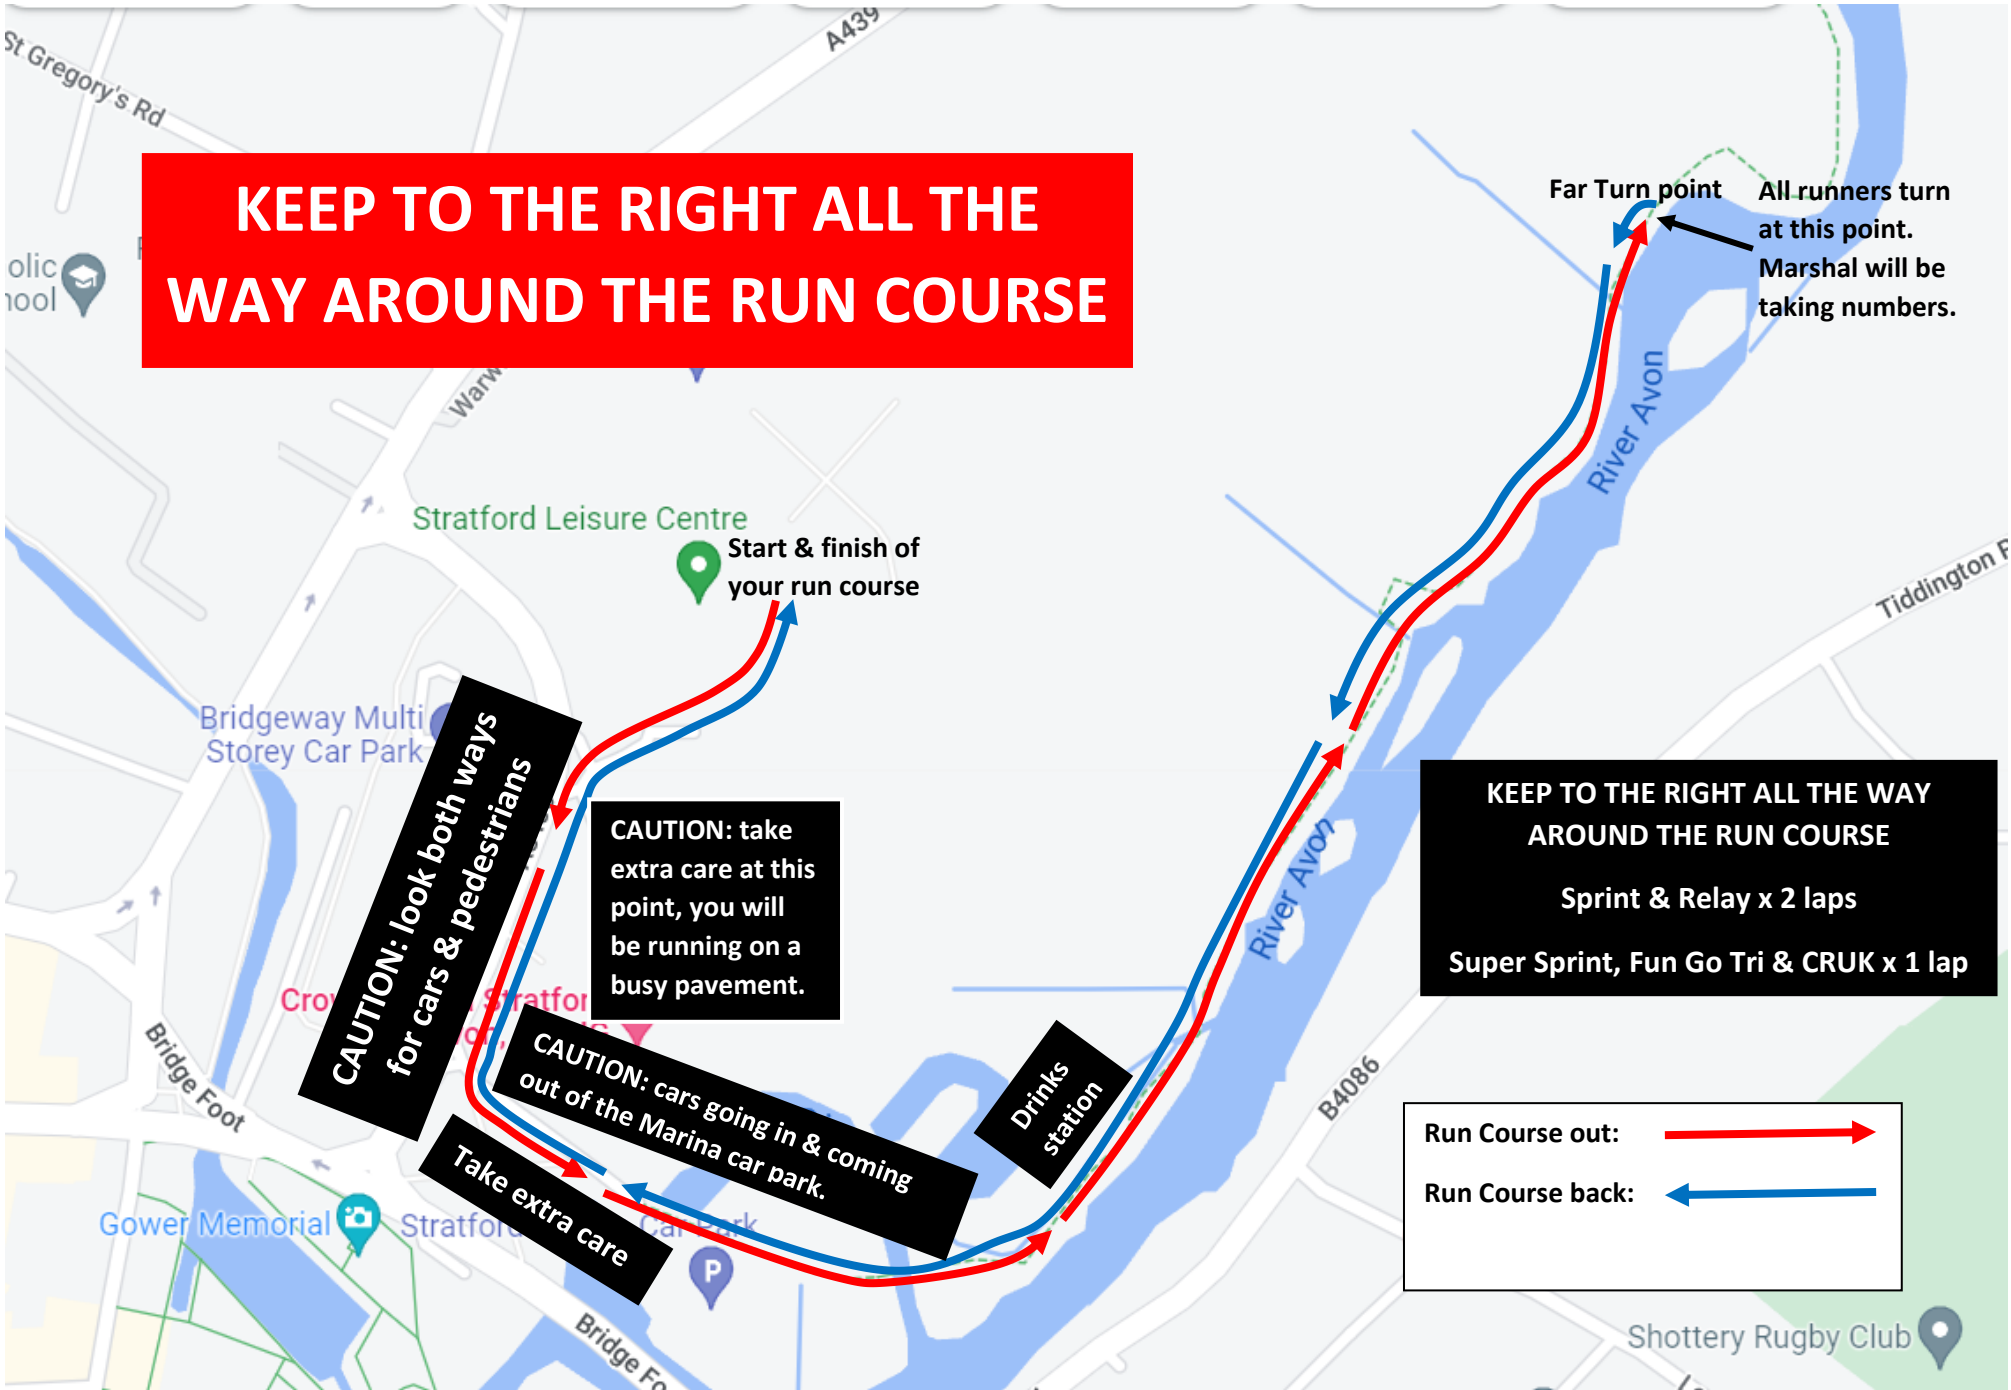 St Gregory's Rd
A439
KEEP TO THE RIGHT ALL THE
WAY AROUND THE RUN COURSE
Far Turn point
All runners turn
at this point.
Marshal will be
taking numbers.
olic
River Avon
Stratford Leisure Centre
Start & finish of
your run course
Tiddington
Bridgeway Multi
Storey Car Park
CAUTION: look both ways
for cars & pedestrians
CAUTION: take
extra care at this
point, you will
be running on a
busy pavement.
KEEP TO THE RIGHT ALL THE WAY
AROUND THE RUN COURSE
Sprint & Relay x 2 laps
Super Sprint, Fun Go Tri & CRUK x 1 lap
River Avon
CAUTION: cars going in & coming
out of the Marina car park.
Drinks
station
Bridge Foot
B4086
Take extra care
Run Course out:
Run Course back:
Gower Memorial
Stratford
Car Park
P
Bridge Fo
Shottery Rugby Club